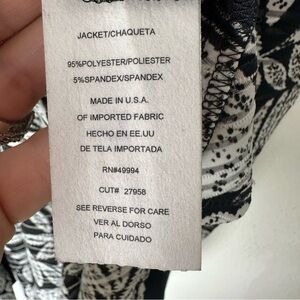 JACKET/CHAQUETA
95%POLYESTER/POLIESTER
5%SPANDEX/SPANDEX
MADE IN U.S.A.
OF IMPORTED FABRIC
HECHO EN EE.UU
DE TELA IMPORTADA
RN#49994
CUT# 27958
SEE REVERSE FOR CARE
VER AL DORSO
PARA CUIDADO